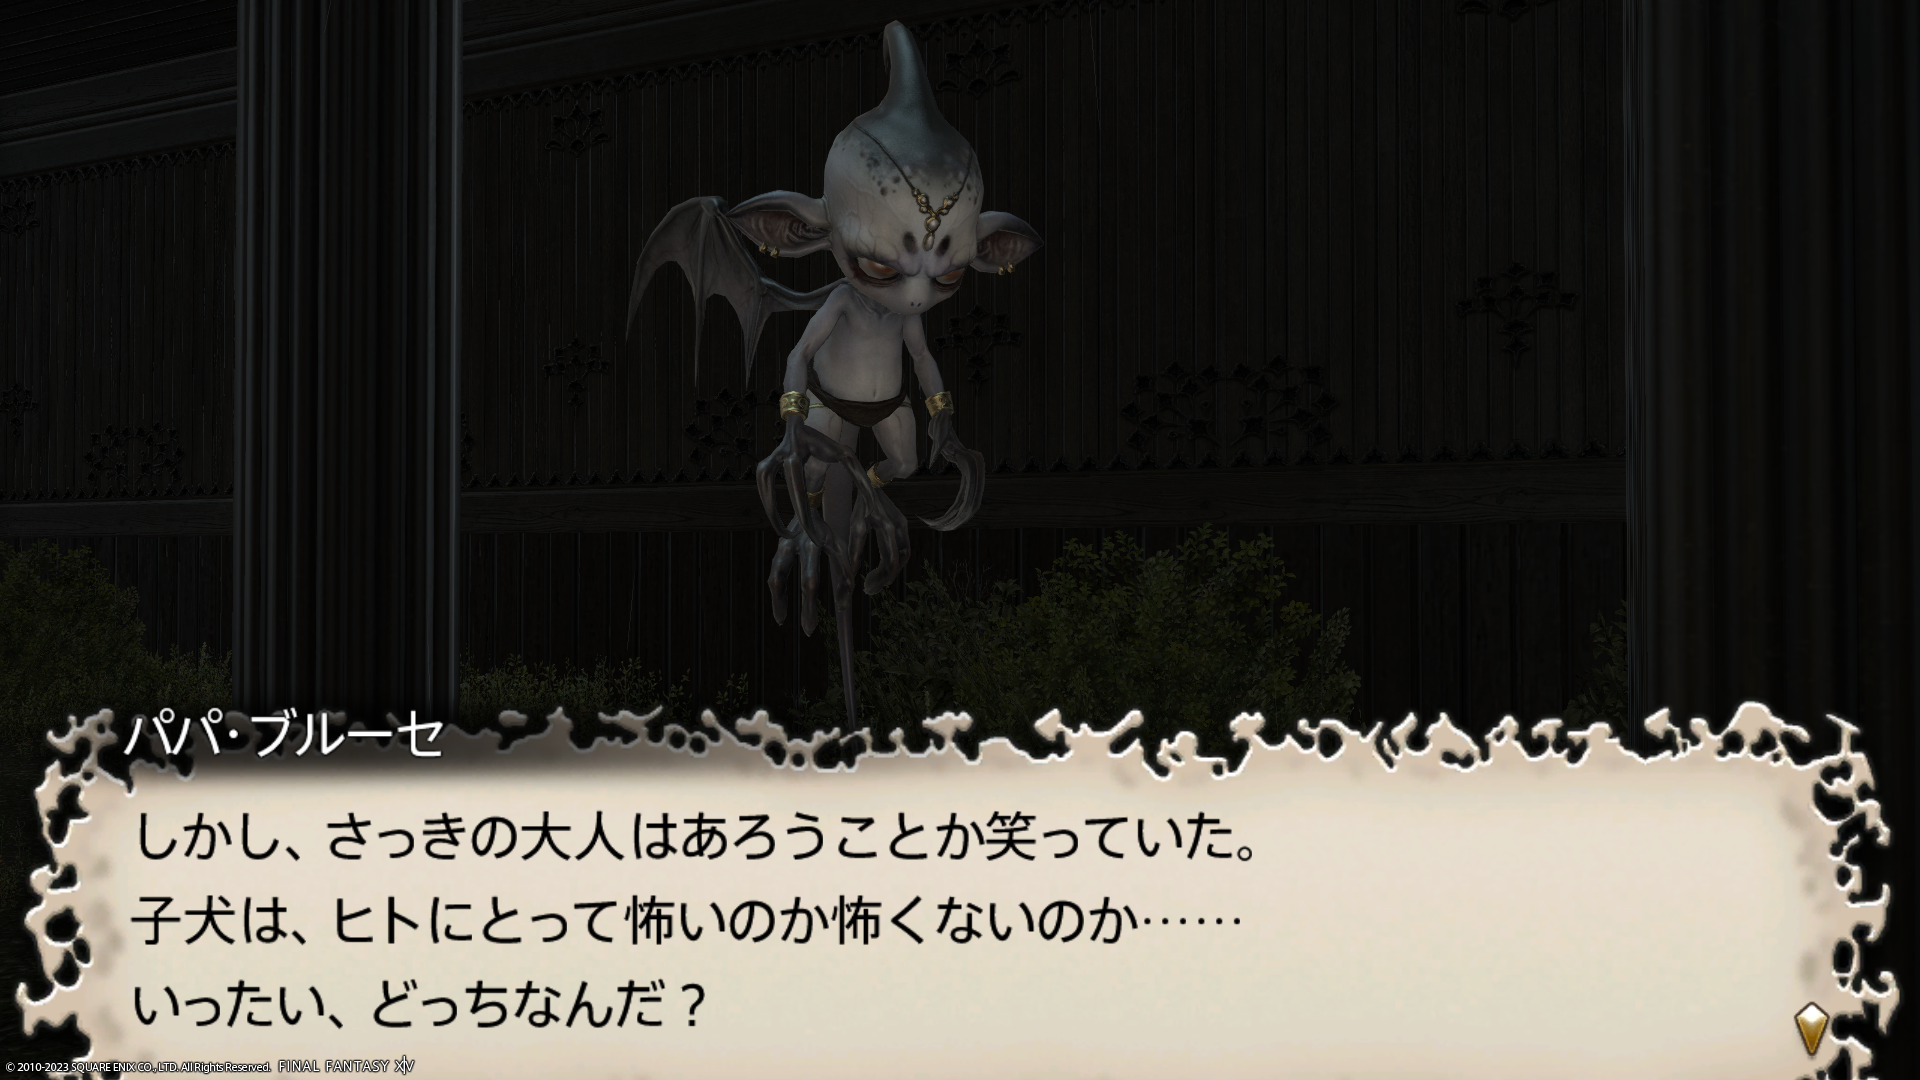 パパ・ブルーセ
しかし、さっきの大人はあろうことか笑っていた。
子犬は、ヒトにとって怖いのか怖くないのか……
いったい、どっちなんだ？
© 2010-2023 SQUARE ENIX CO., LTD. All Rights Reserved. FINAL FANTASY XIV